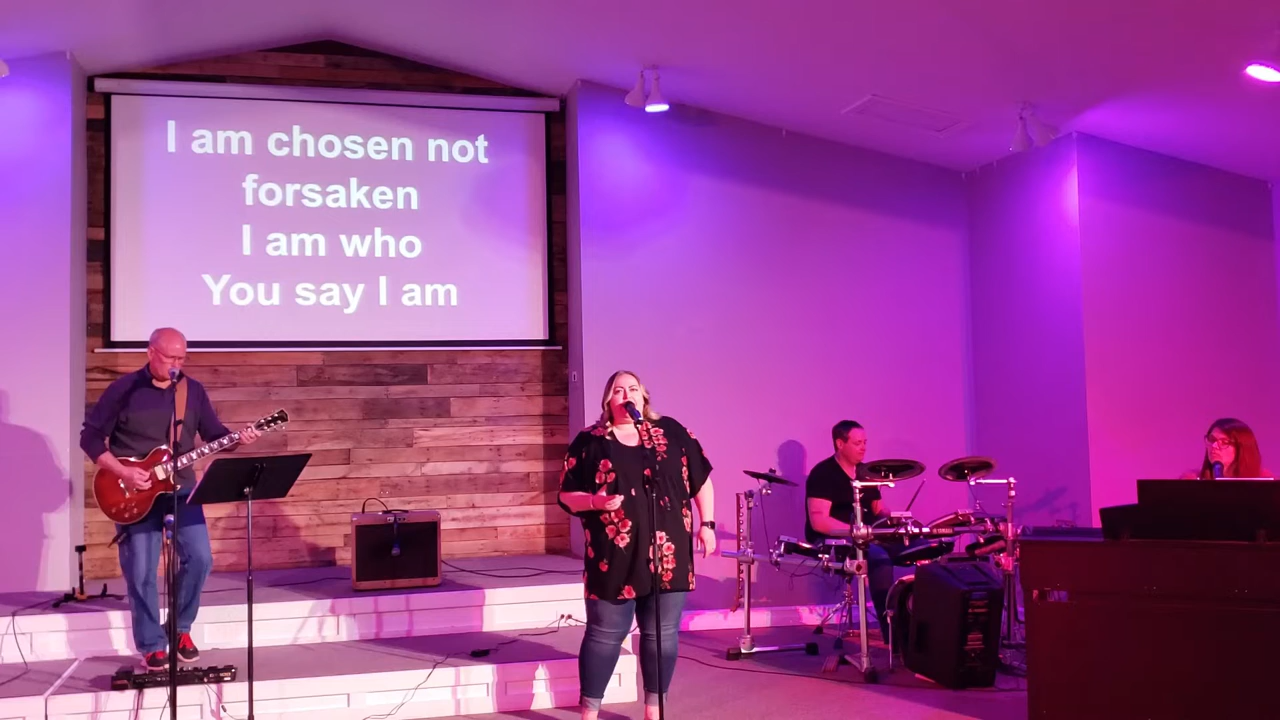 I am chosen not
forsaken
I am who
You say I am